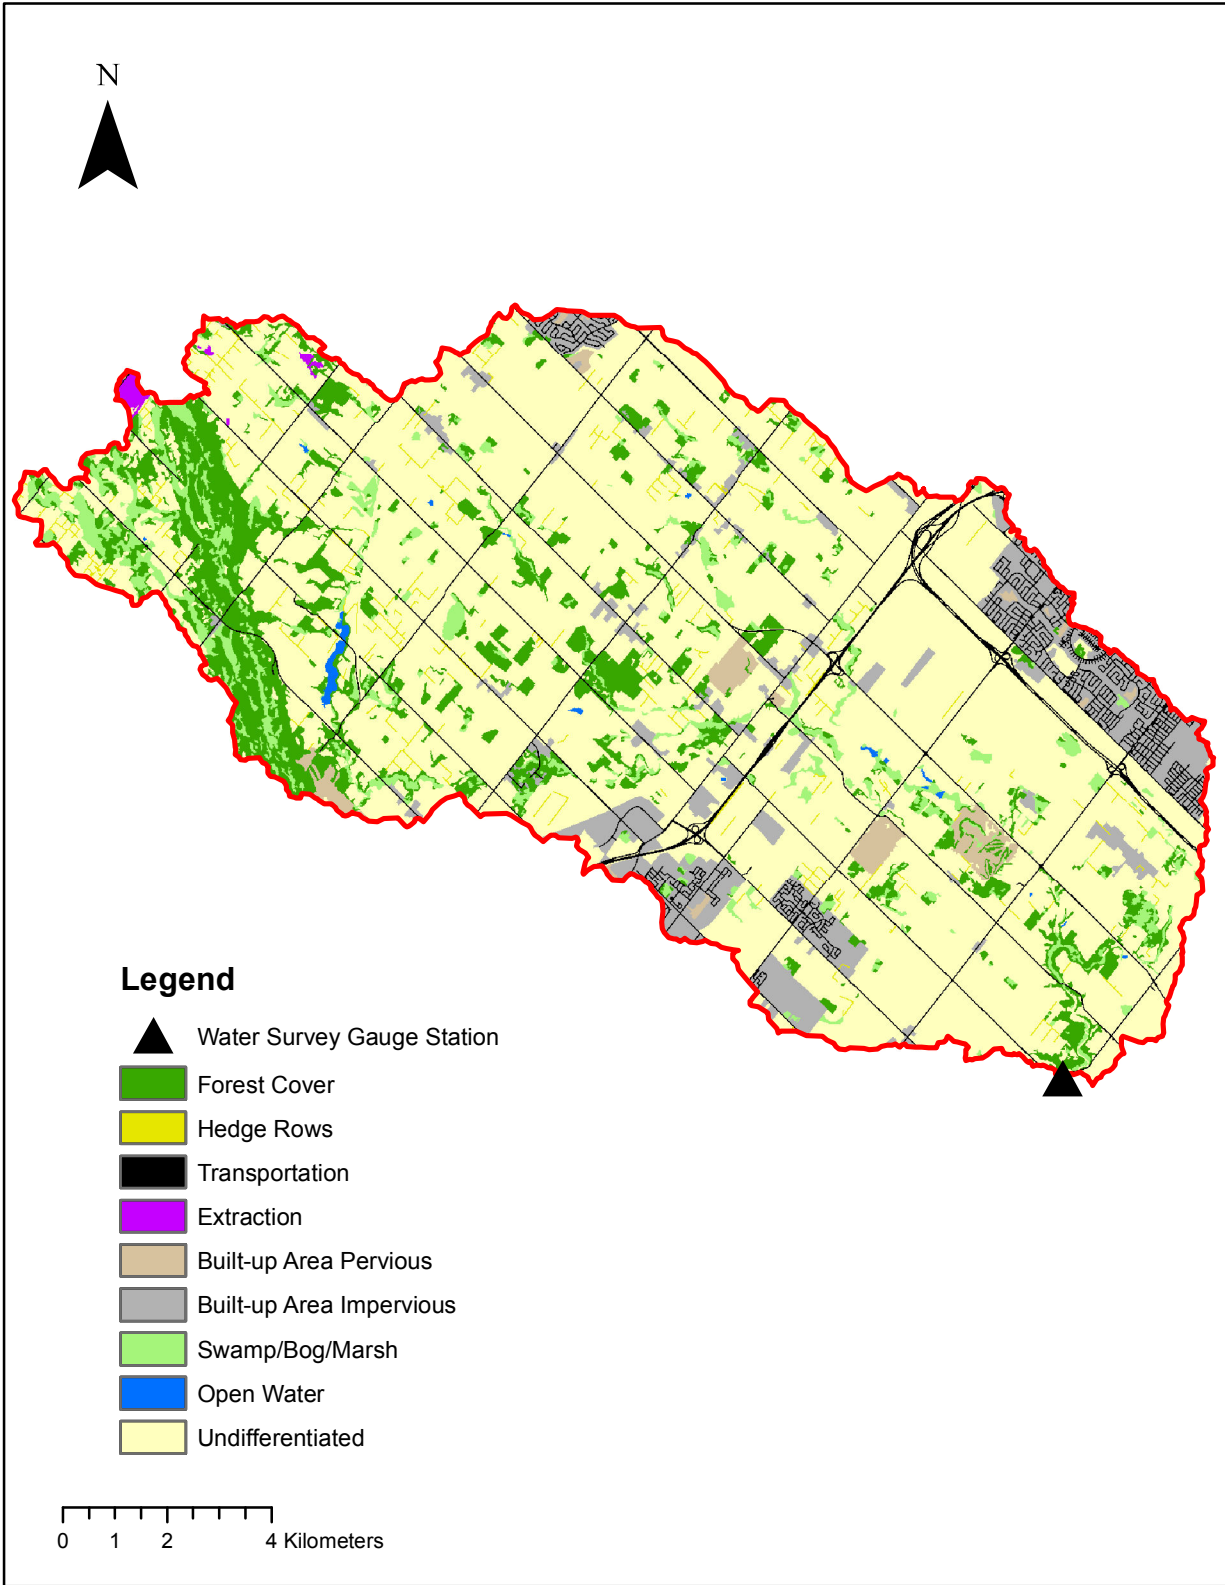 N
Legend
Water Survey Gauge Station
Forest Cover
Hedge Rows
Transportation
Extraction
Built-up Area Pervious
Built-up Area Impervious
Swamp/Bog/Marsh
Open Water
Undifferentiated
0 1 2 4 Kilometers